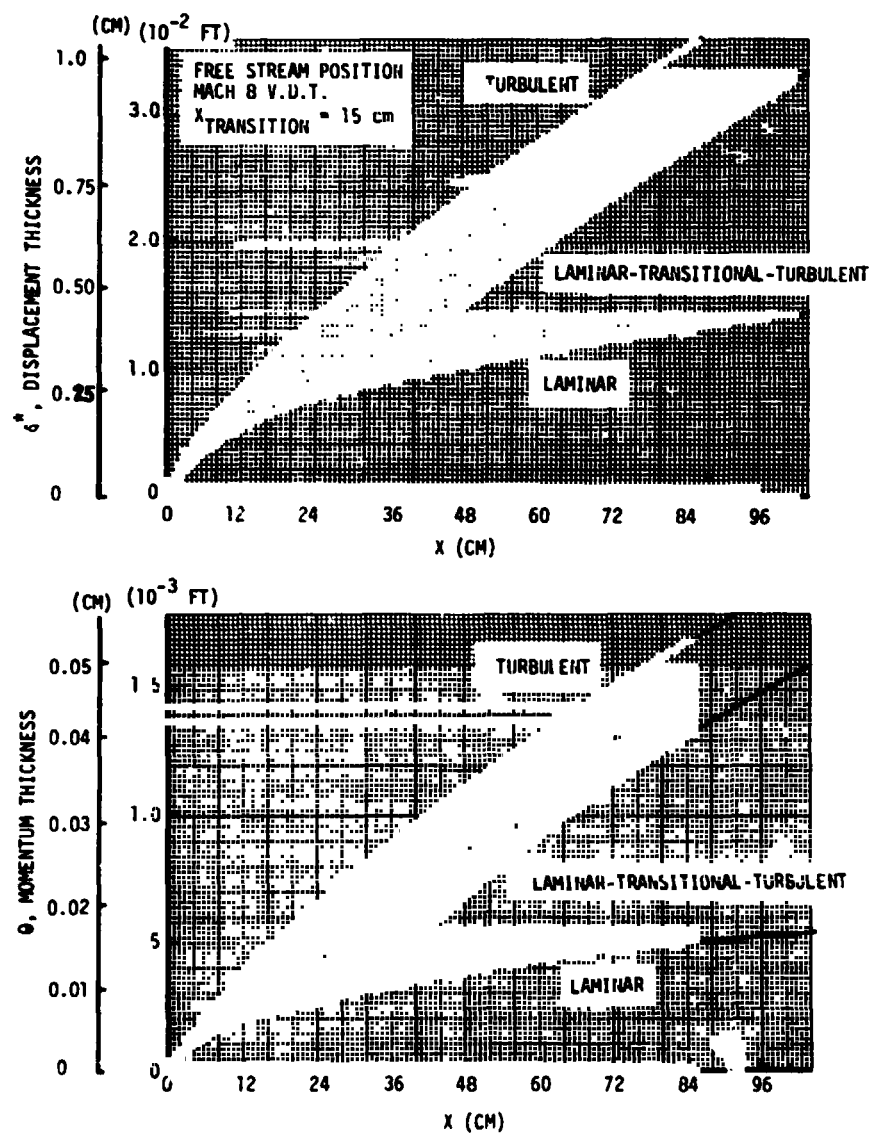 (CM) (10-2 FT)
1.0
FREE STREAM POSITION
MACH 8 V.D.T.
XTRANSITION = 15 cm
TURBULENT
3.0
0.75
2.0
LAMINAR-TRANSITIONAL-TURBULENT
0.50
1.0
LAMINAR
0.25
δ*, DISPLACEMENT THICKNESS
0 0
0 12 24 36 48 60 72 84 96
X (CM)
(CM) (10-3 FT)
0.05
TURBULENT
1 5
0.04
1.0
0.03
LAMINAR-TRANSITIONAL-TURBULENT
0.02
5
LAMINAR
0.01
θ, MOMENTUM THICKNESS
0 0
0 12 24 36 48 60 72 84 96
X (CM)